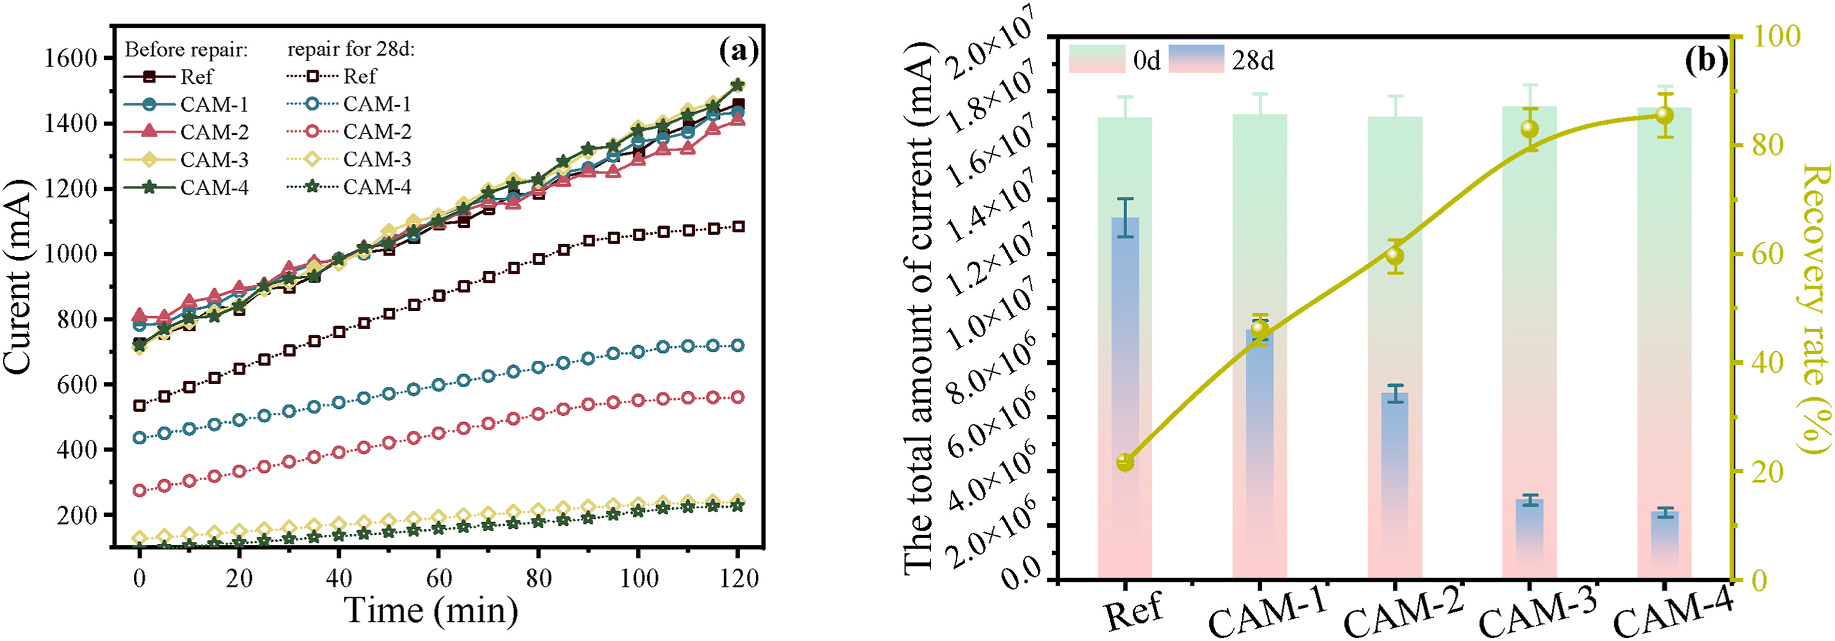 (a)
Before repair: repair for 28d:
Ref Ref
CAM-1 CAM-1
CAM-2 CAM-2
CAM-3 CAM-3
CAM-4 CAM-4
Curent (mA)
1600
1400
1200
1000
800
600
400
200
0 20 40 60 80 100 120
Time (min)
(b)
0d 28d
The total amount of current (mA)
2.0×10⁷
1.8×10⁷
1.6×10⁷
1.4×10⁷
1.2×10⁷
1.0×10⁷
8.0×10⁶
6.0×10⁶
4.0×10⁶
2.0×10⁶
0.0
Ref CAM-1 CAM-2 CAM-3 CAM-4
100
80
60
40
20
0
Recovery rate (%)